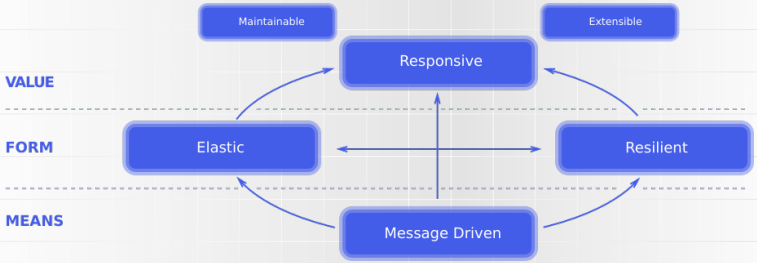 Maintainable
Extensible
Responsive
VALUE
FORM
Elastic
Resilient
MEANS
Message Driven